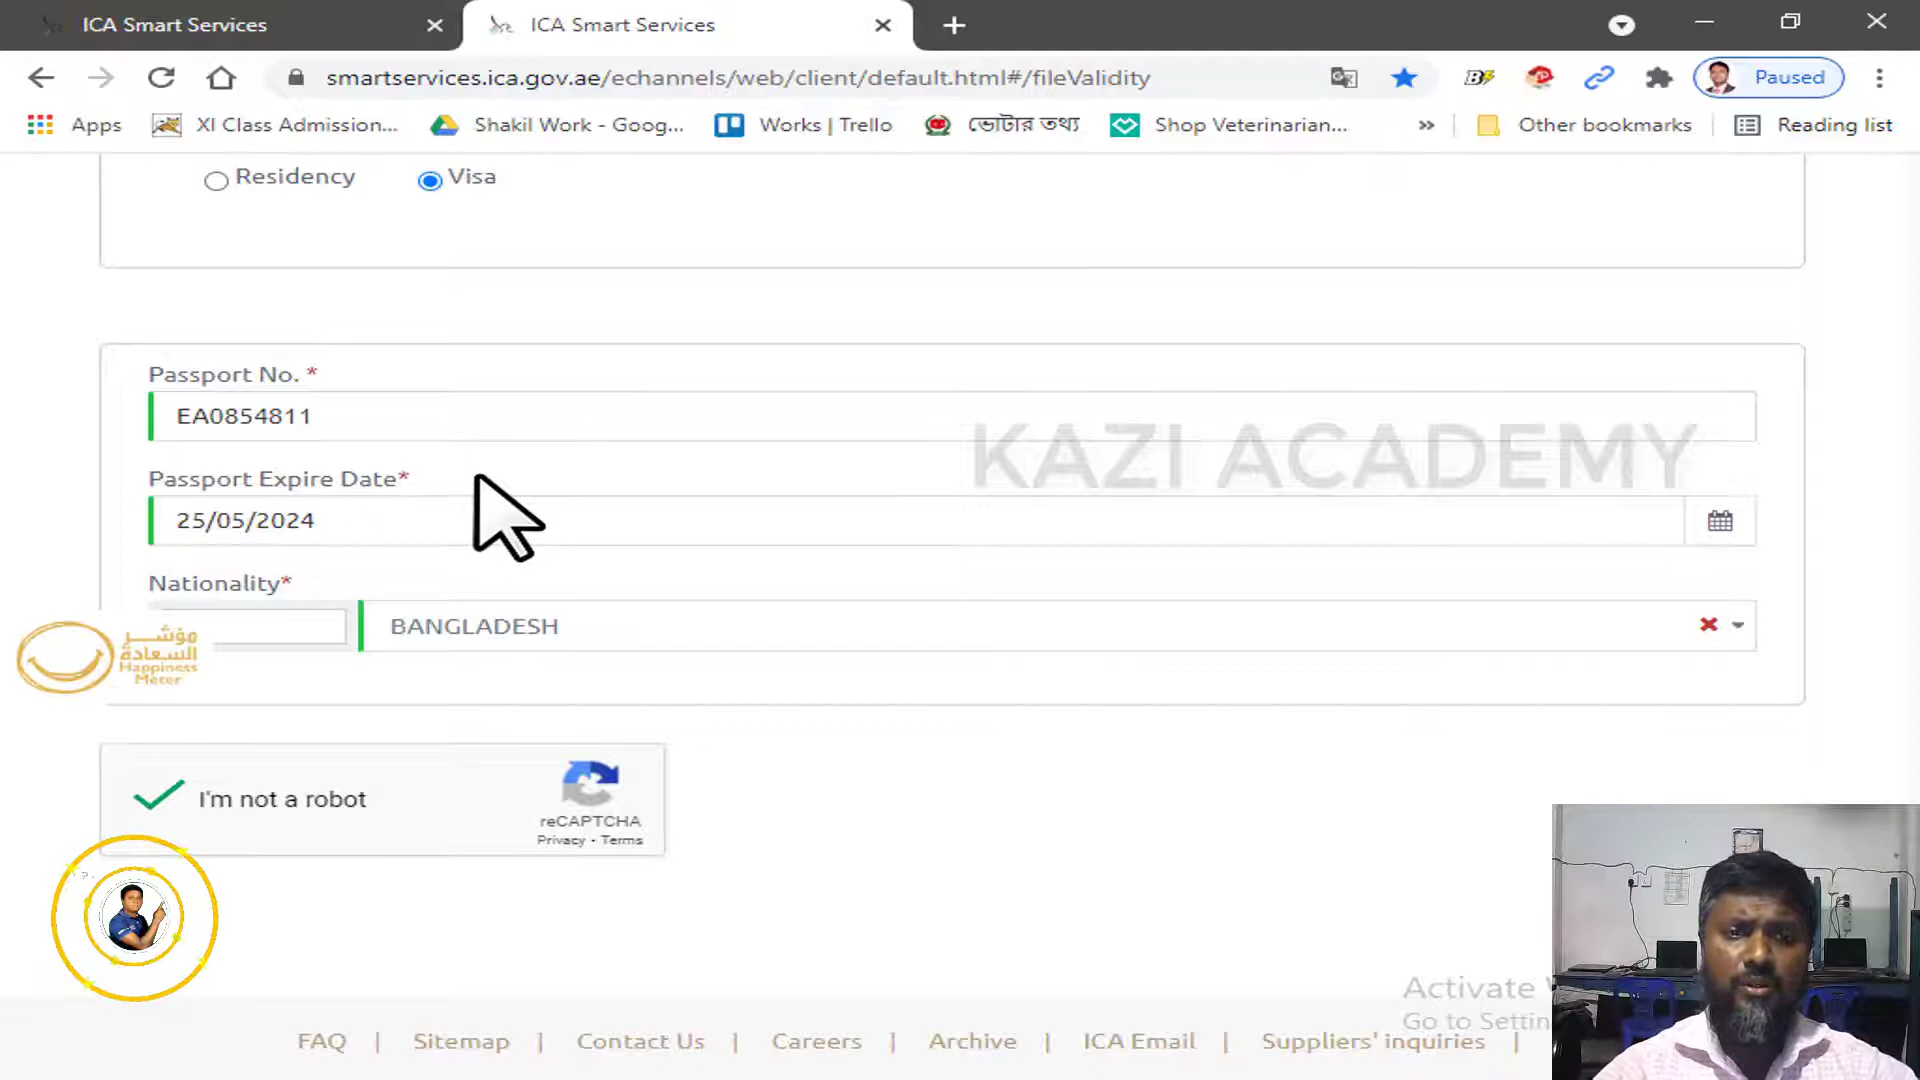 ICA Smart Services
ICA Smart Services
smartservices.ica.gov.ae/echannels/web/client/default.html#/fileValidity
Paused
Apps
XI Class Admission...
Shakil Work - Goog...
Works | Trello
ভোটার তথ্য
Shop Veterinarian...
»
Other bookmarks
Reading list
Residency
Visa
Passport No. *
EA0854811
KAZI ACADEMY
Passport Expire Date*
25/05/2024
Nationality*
BANGLADESH
مؤشر
السعادة
Happiness
Meter
I'm not a robot
reCAPTCHA
Privacy - Terms
Activate
Go to Settin
FAQ | Sitemap | Contact Us | Careers | Archive | ICA Email | Suppliers' inquiries |